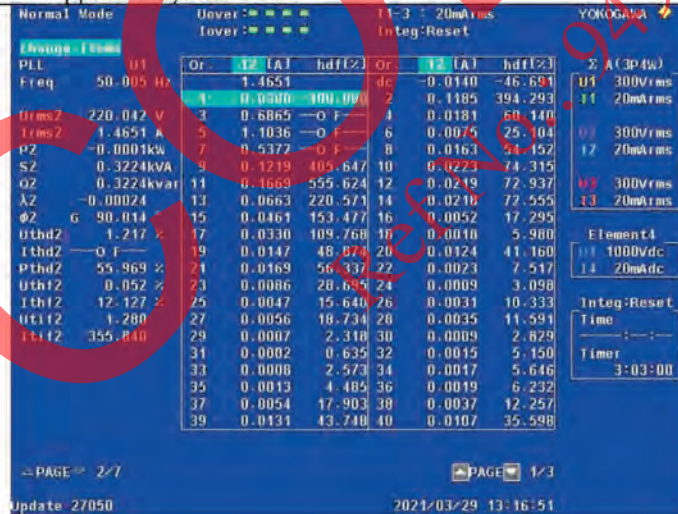 Normal Mode Uover: I1-3 : 20mArms YOKOGAWA
Iover: Integ:Reset
Change Items
PLL U1 Or. I2 [A] hdf[%] Or. I2 [A] hdf[%] Σ A(3P4W)
Freq 50.005 Hz 1.4651 dc -0.0140 -46.691 U1 300Vrms
1 0.0300 100.000 2 0.1185 394.293 I1 20mArms
Urms2 220.042 V 3 0.6865 —O F— 4 0.0181 60.140
Irms2 1.4651 A 5 1.1036 —O F— 6 0.0075 25.104 300Vrms
P2 -0.0001kW 7 0.5372 —O F— 8 0.0163 54.152 I2 20mArms
S2 0.3224kVA 9 0.1219 405.647 10 0.0223 74.315
Q2 0.3224kvar 11 0.1669 555.624 12 0.0219 72.937 U3 300Vrms
λ2 -0.00024 13 0.0663 220.571 14 0.0218 72.555 I3 20mArms
Φ2 G 90.014 15 0.0461 153.477 16 0.0052 17.295
Uthd2 1.217 % 17 0.0330 109.768 18 0.0018 5.980 Element4
Ithd2 —O F— 19 0.0147 48.874 20 0.0124 41.160 1000Vdc
Pthd2 55.969 % 21 0.0169 56.337 22 0.0023 7.517 I4 20mAdc
Uthf2 0.052 % 23 0.0086 28.695 24 0.0009 3.098
Ithf2 12.127 % 25 0.0047 15.640 26 0.0031 10.333 Integ:Reset
Utif2 1.280 27 0.0056 18.734 28 0.0035 11.591 Time
Itif2 355.840 29 0.0007 2.318 30 0.0009 2.829 -----:--:--
31 0.0002 0.635 32 0.0015 5.150 Timer
33 0.0008 2.573 34 0.0017 5.646 3:03:00
35 0.0013 4.485 36 0.0019 6.232
37 0.0054 17.903 38 0.0037 12.257
39 0.0131 43.748 40 0.0107 35.598
PAGE 2/7 PAGE 1/3
Update 27050 2021/03/29 13:16:51
Ref No.